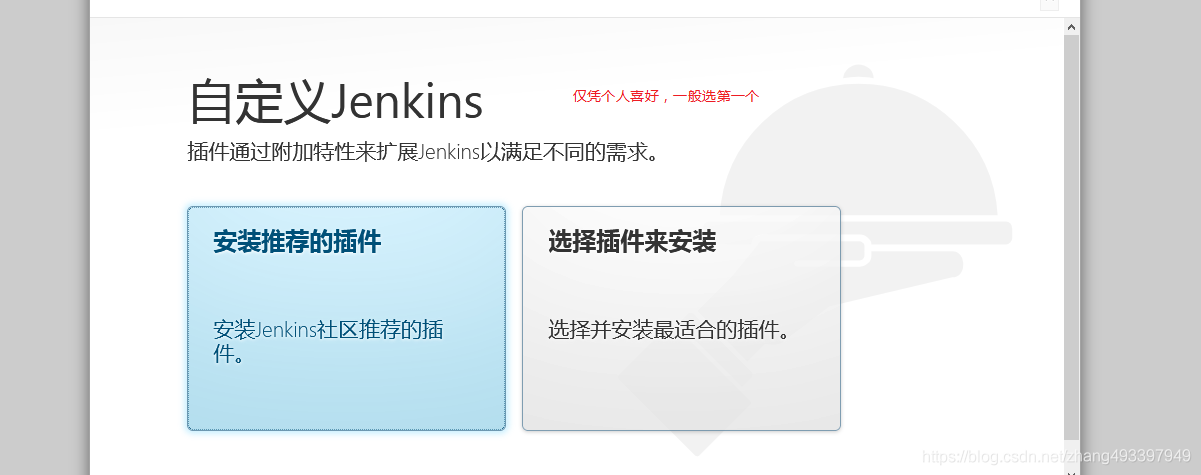 自定义Jenkins
仅凭个人喜好，一般选第一个
插件通过附加特性来扩展Jenkins以满足不同的需求。
安装推荐的插件
安装Jenkins社区推荐的插
件。
选择插件来安装
选择并安装最适合的插件。
https://blog.csdn.net/zhang493397949